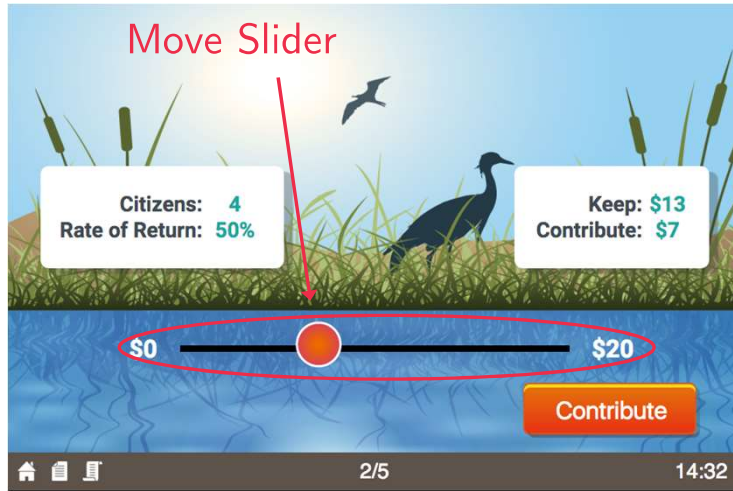 Move Slider
Citizens: 4
Rate of Return: 50%
Keep: $13
Contribute: $7
$0
$20
Contribute
2/5
14:32